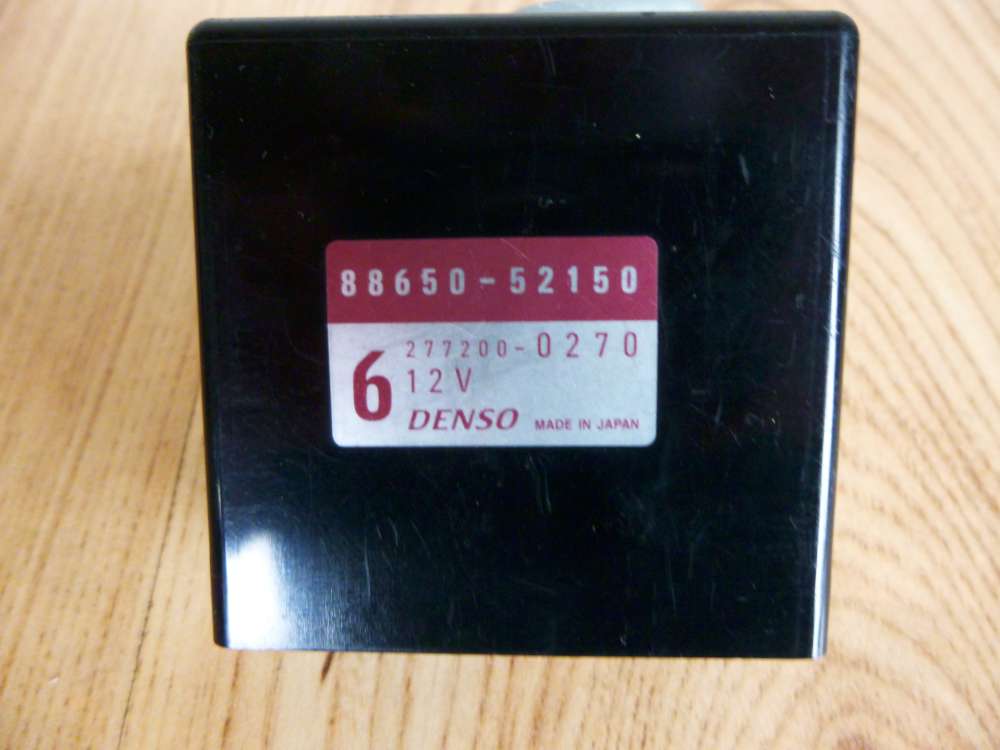 88650-52150
6 277200-0270
12V
DENSO MADE IN JAPAN